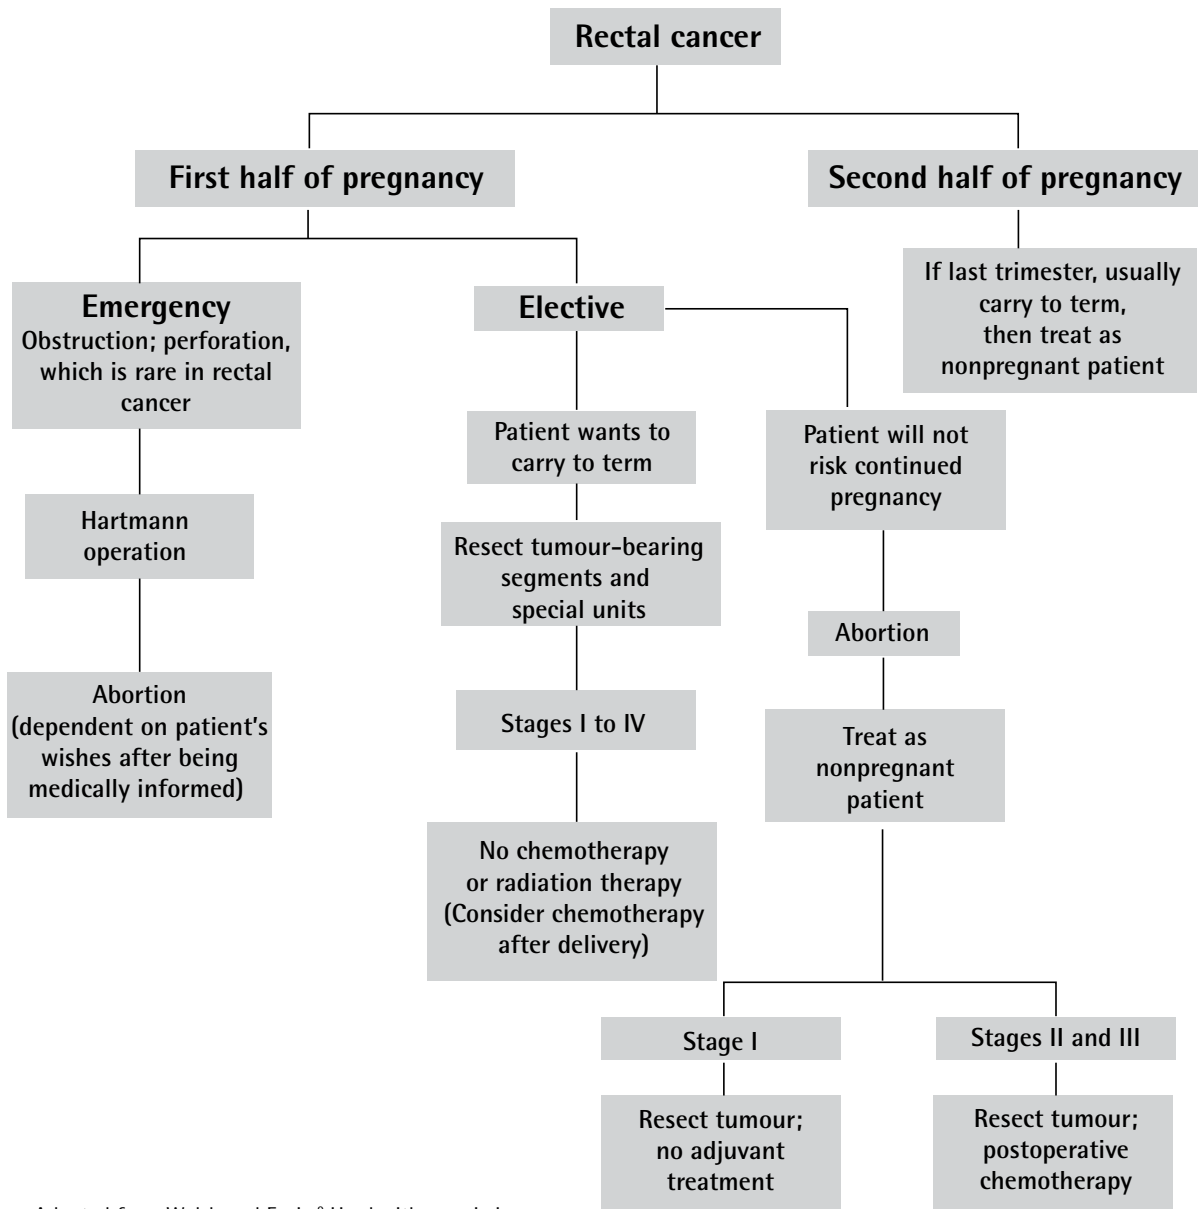 Rectal cancer
First half of pregnancy
Second half of pregnancy
Emergency
Obstruction; perforation,
which is rare in rectal
cancer
Hartmann
operation
Abortion
(dependent on patient's
wishes after being
medically informed)
Elective
Patient wants to
carry to term
Resect tumour-bearing
segments and
special units
Stages I to IV
No chemotherapy
or radiation therapy
(Consider chemotherapy
after delivery)
Patient will not
risk continued
pregnancy
Abortion
Treat as
nonpregnant
patient
Stage I
Resect tumour;
no adjuvant
treatment
Stages II and III
Resect tumour;
postoperative
chemotherapy
If last trimester, usually
carry to term,
then treat as
nonpregnant patient